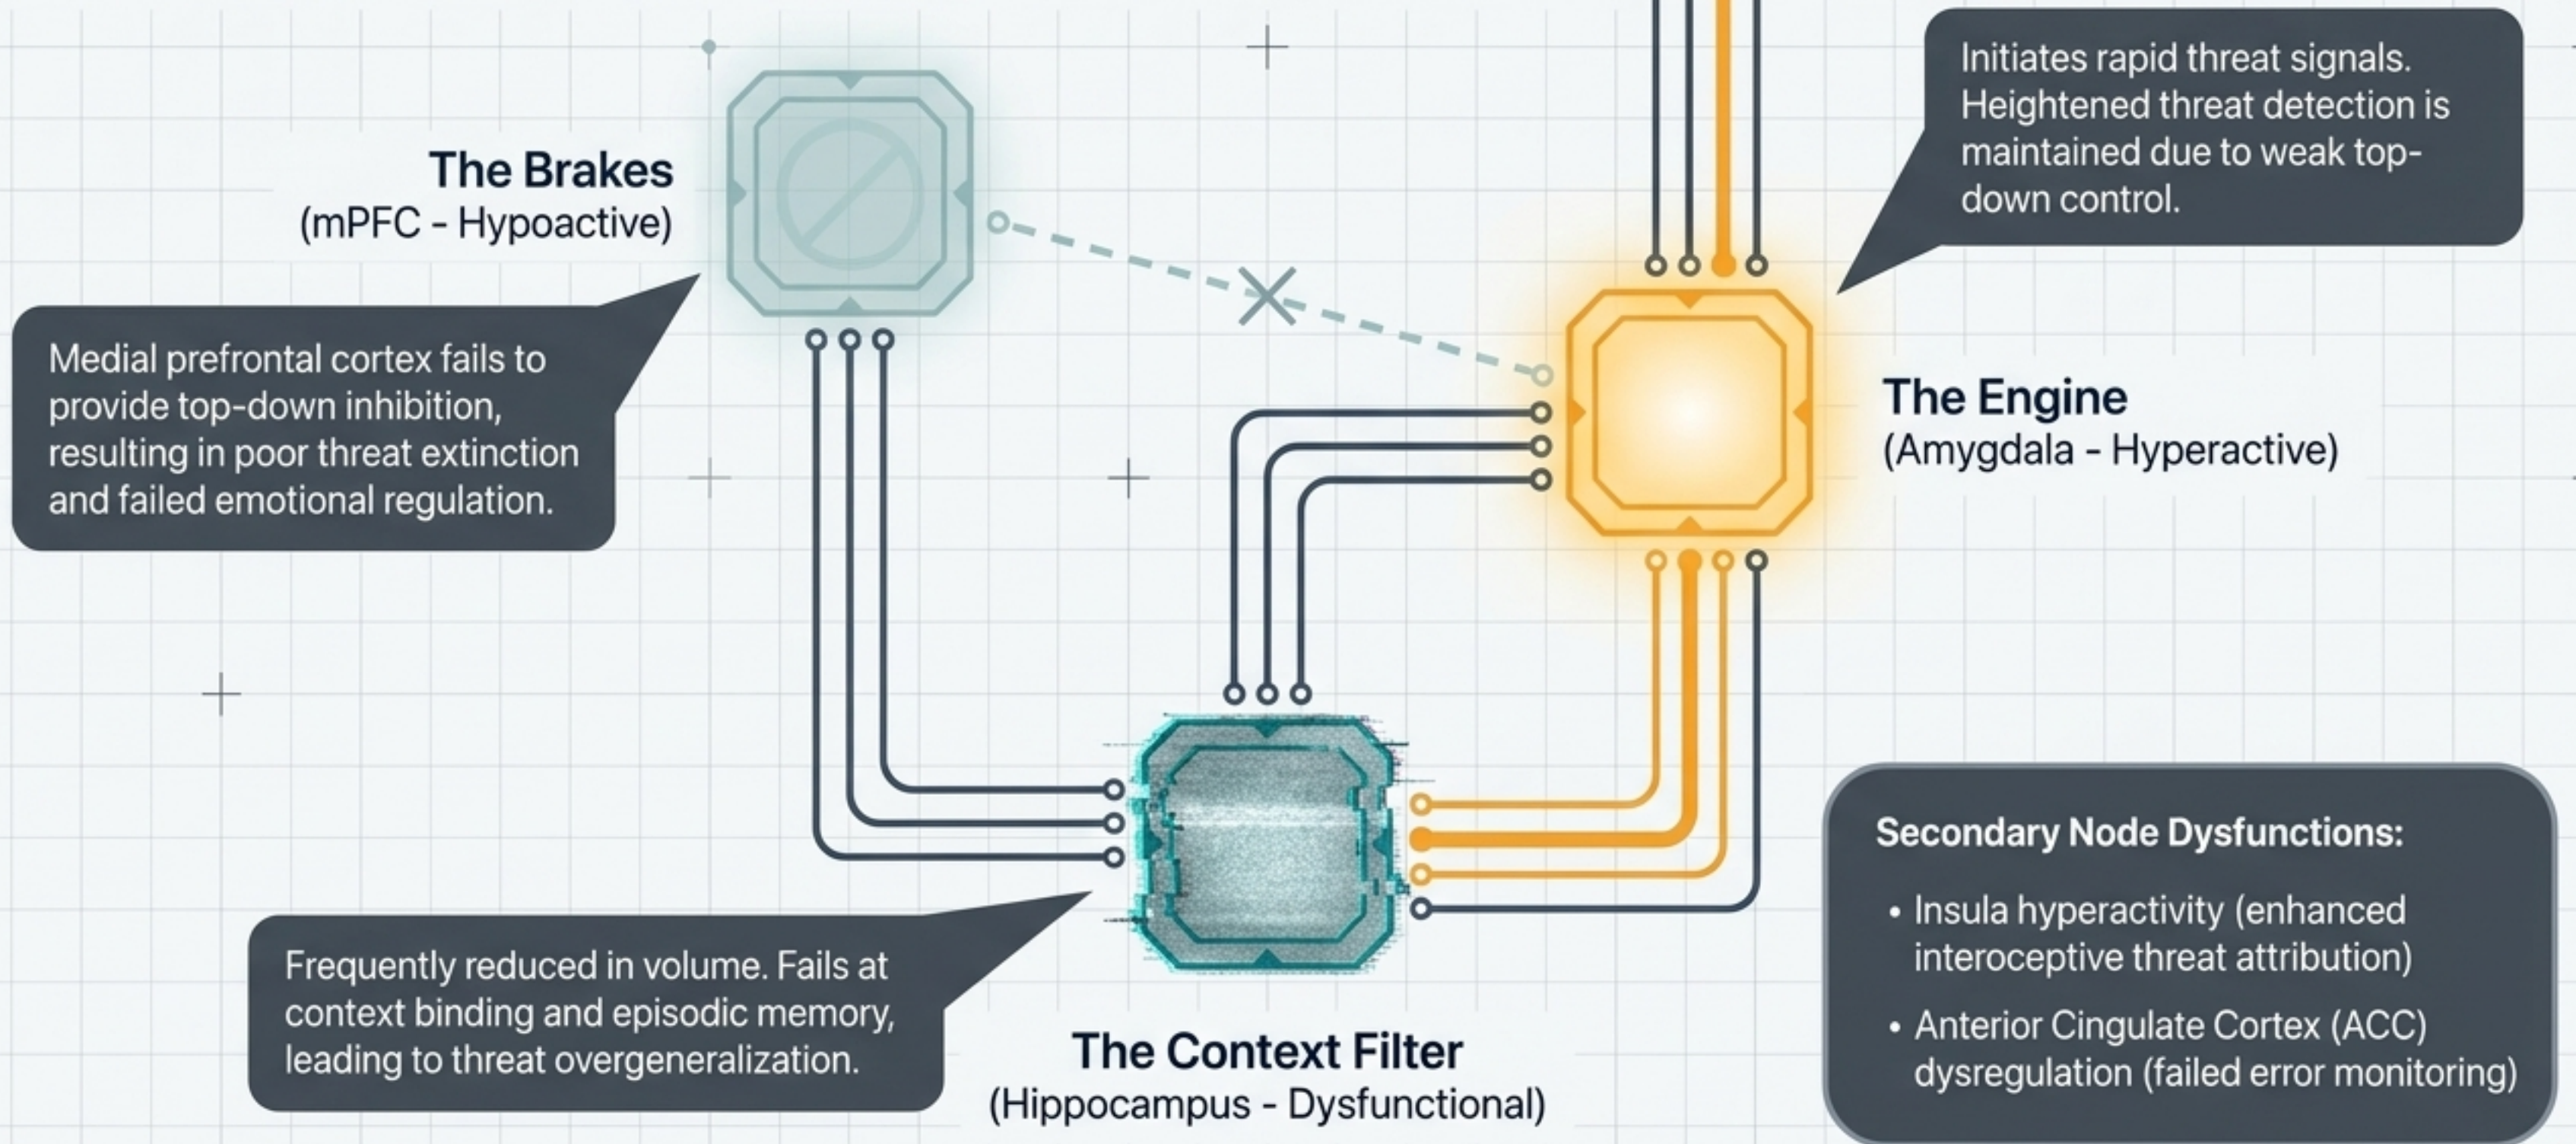 Initiates rapid threat signals.
Heightened threat detection is
maintained due to weak top-
down control.
The Brakes
(mPFC - Hypoactive)
Medial prefrontal cortex fails to
provide top-down inhibition,
resulting in poor threat extinction
and failed emotional regulation.
The Engine
(Amygdala - Hyperactive)
Secondary Node Dysfunctions:
• Insula hyperactivity (enhanced
interoceptive threat attribution)
• Anterior Cingulate Cortex (ACC)
dysregulation (failed error monitoring)
Frequently reduced in volume. Fails at
context binding and episodic memory,
leading to threat overgeneralization.
The Context Filter
(Hippocampus - Dysfunctional)